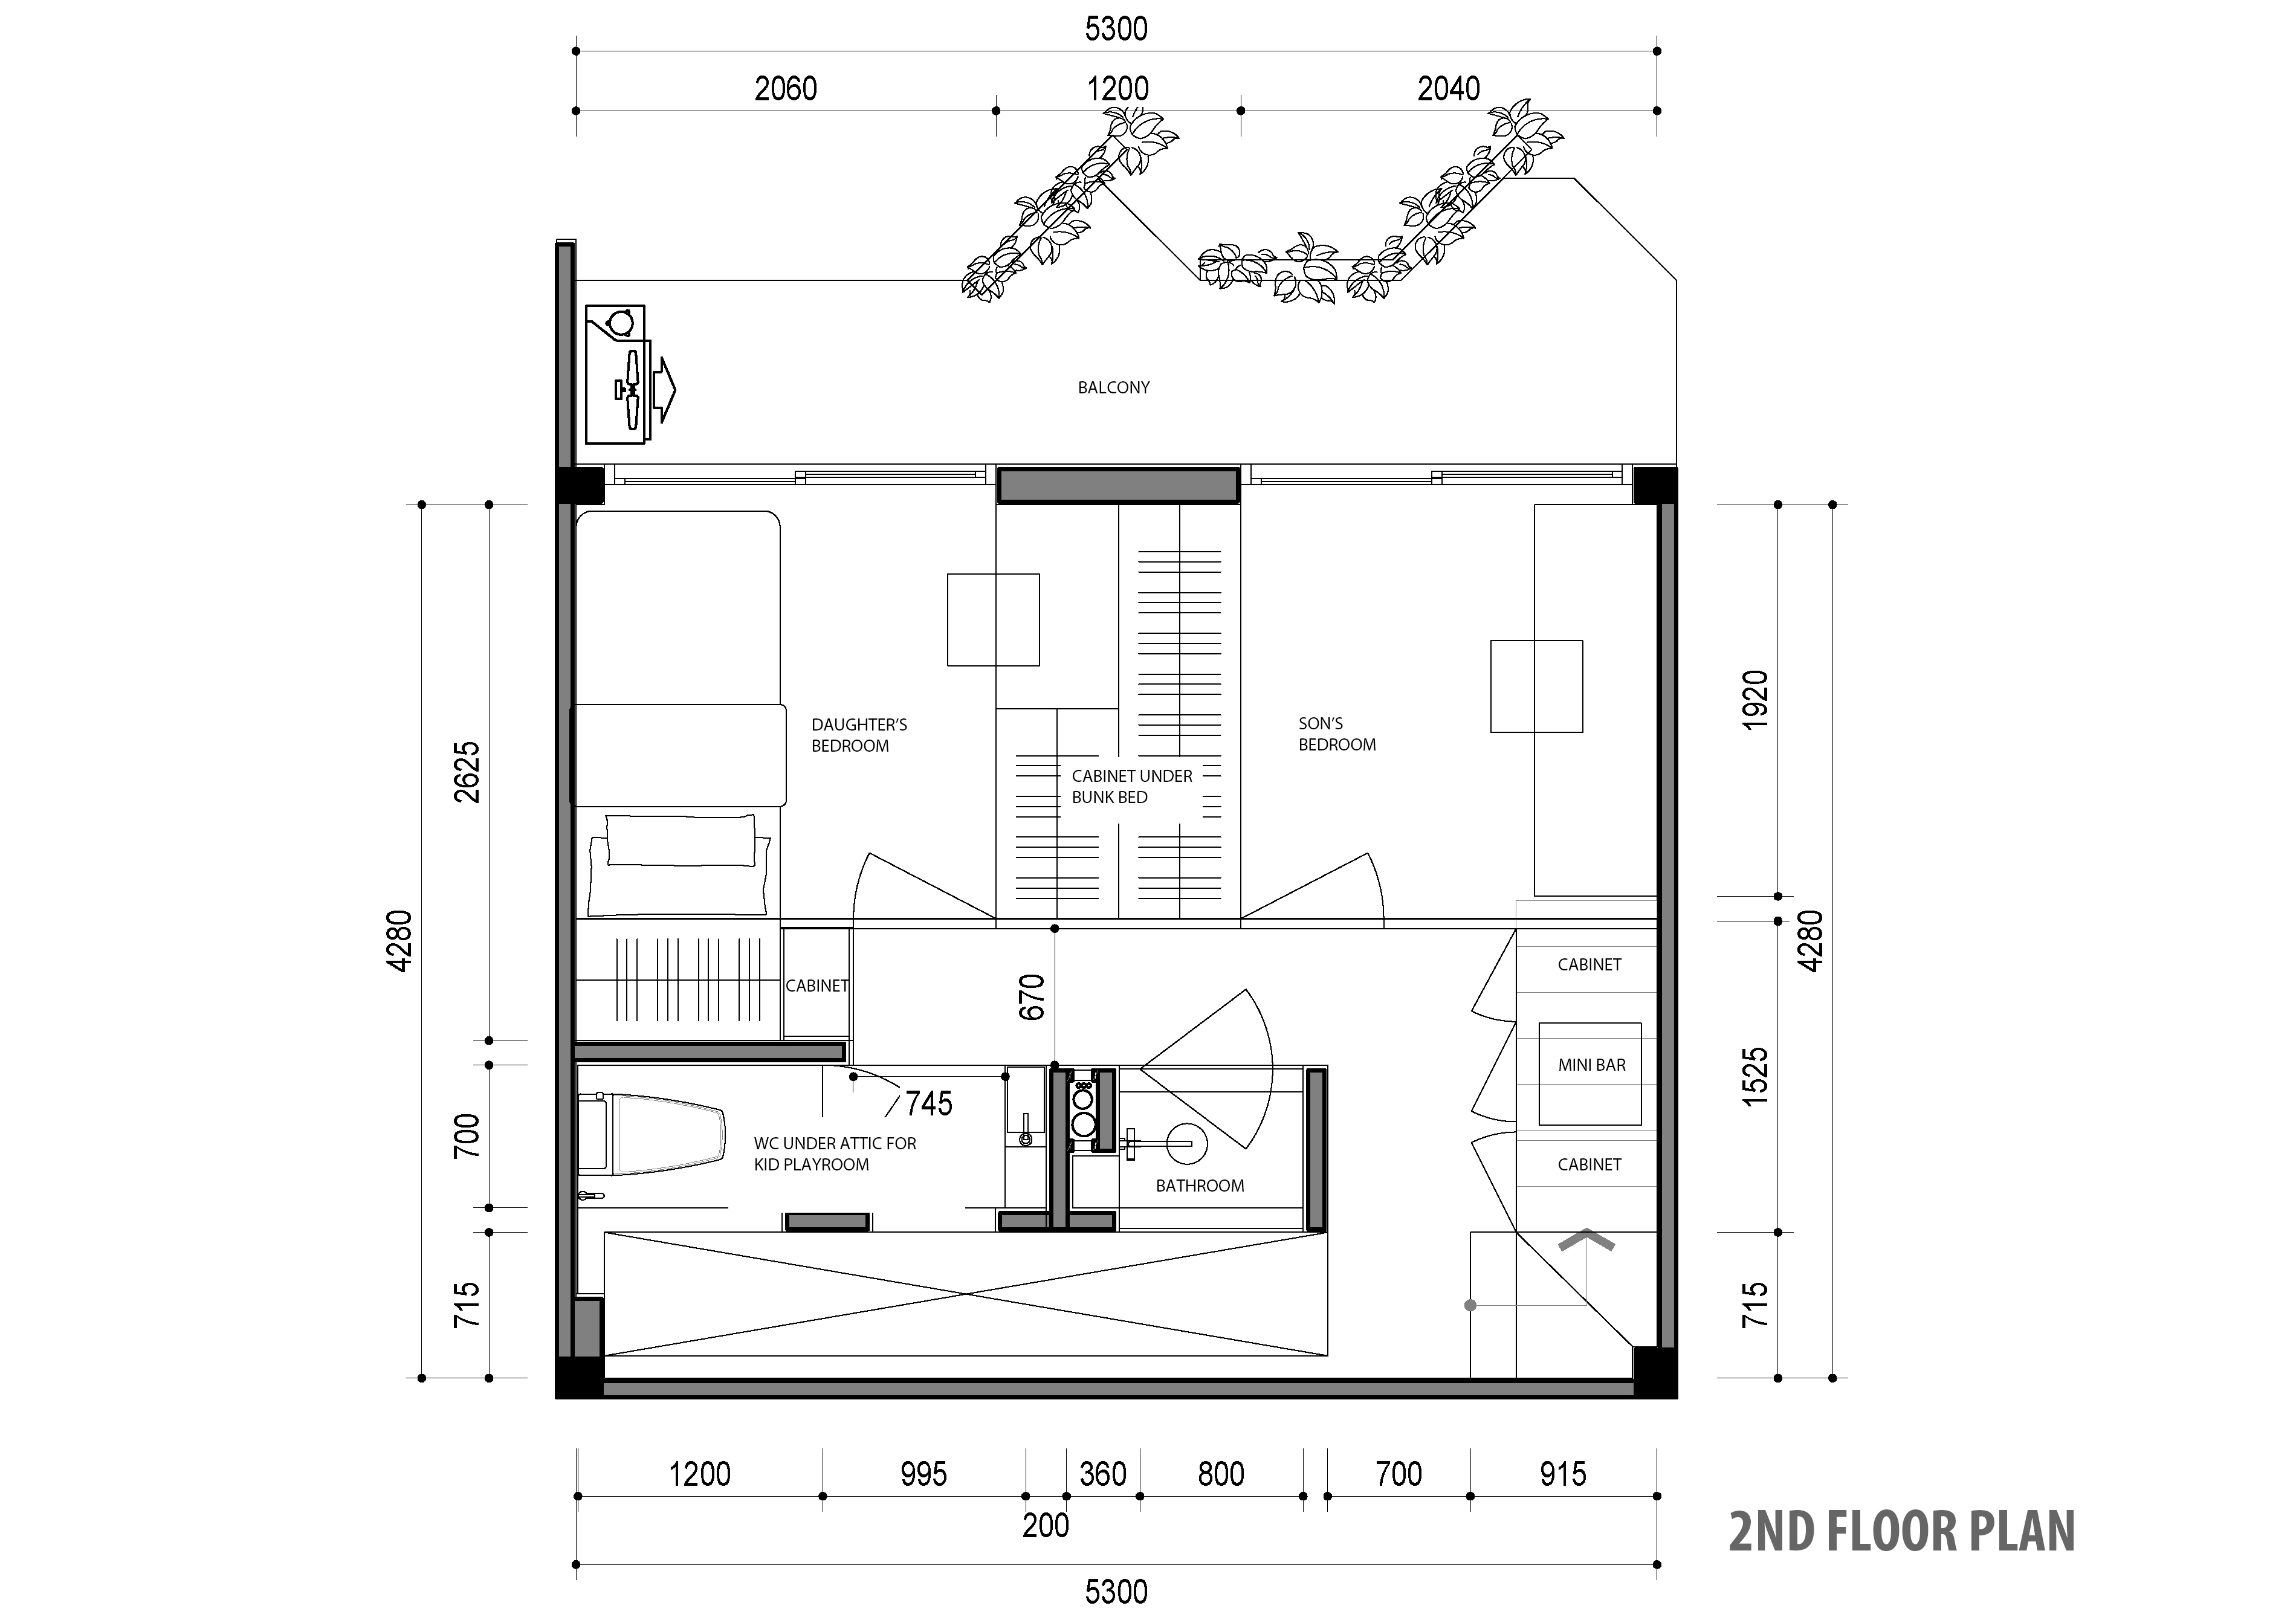 5300
2060
1200
2040
BALCONY
DAUGHTER'S
BEDROOM
SON'S
BEDROOM
CABINET UNDER
BUNK BED
2625
4280
700
715
1920
4280
1525
715
CABINET
670
CABINET
MINI BAR
CABINET
745
WC UNDER ATTIC FOR
KID PLAYROOM
BATHROOM
1200
995
200
360
800
700
915
5300
2ND FLOOR PLAN